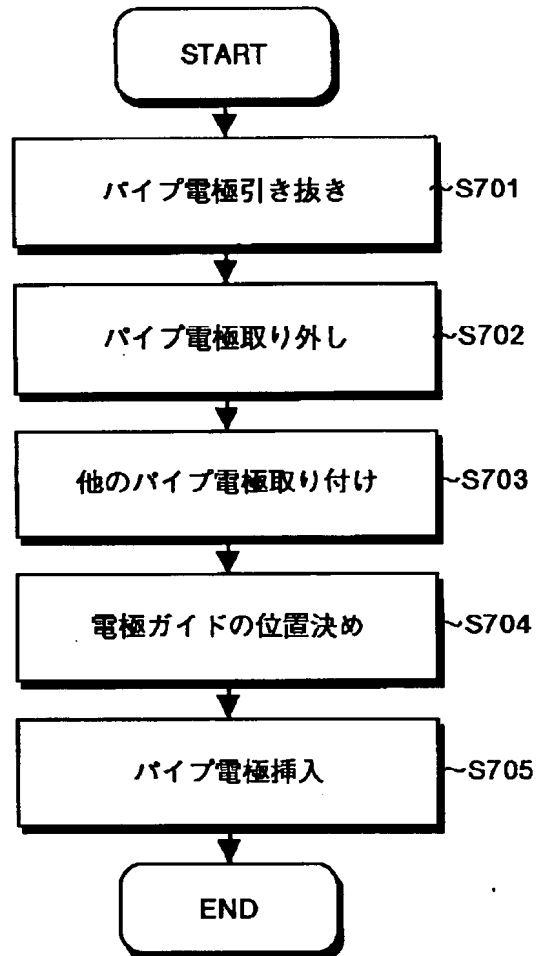 START
パイプ電極引き抜き
~S701
パイプ電極取り外し
~S702
他のパイプ電極取り付け
~S703
電極ガイドの位置決め
~S704
パイプ電極挿入
~S705
END